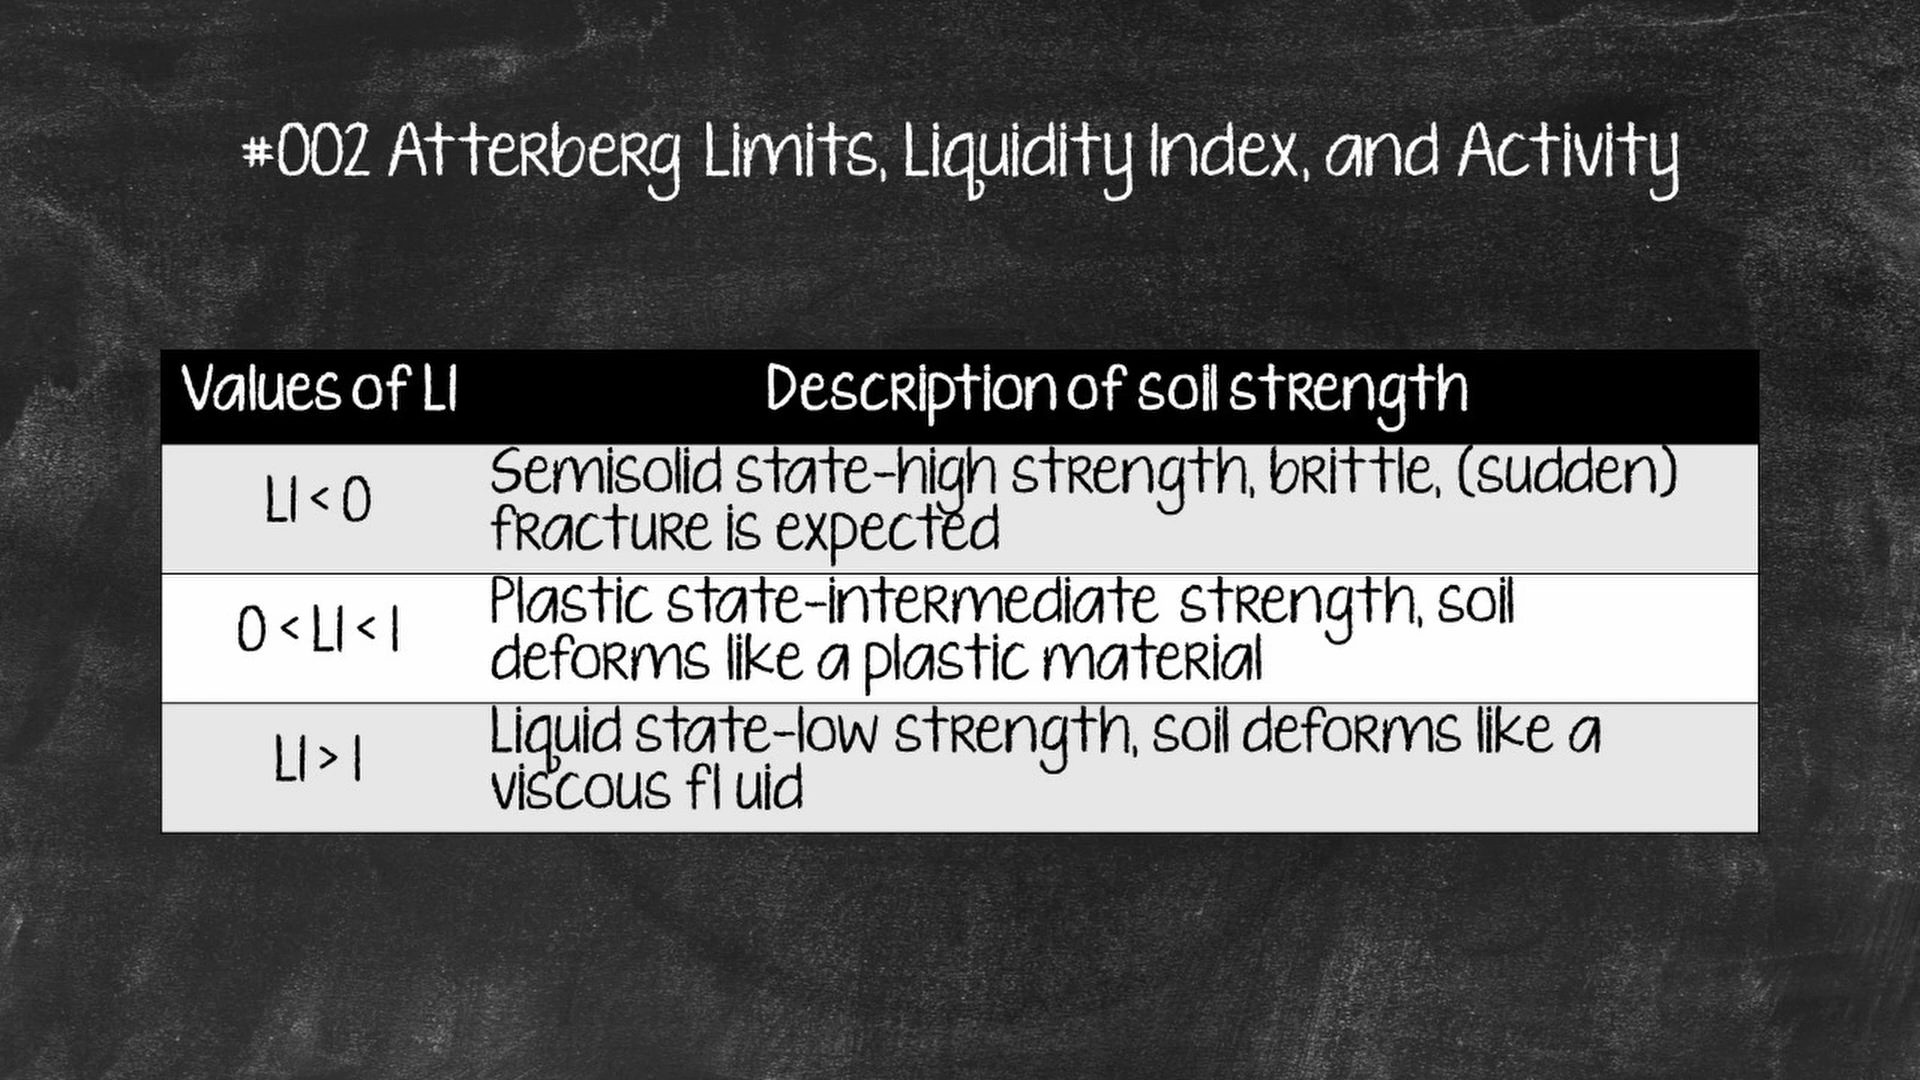 #002 Atterberg Limits, Liquidity Index, and Activity
Values of LI
Description of soil strength
LI < 0
Semisolid state-high strength, brittle, (sudden)
fracture is expected
0 < LI < 1
Plastic state-intermediate strength, soil
deforms like a plastic material
LI > 1
Liquid state-low strength, soil deforms like a
viscous fl uid